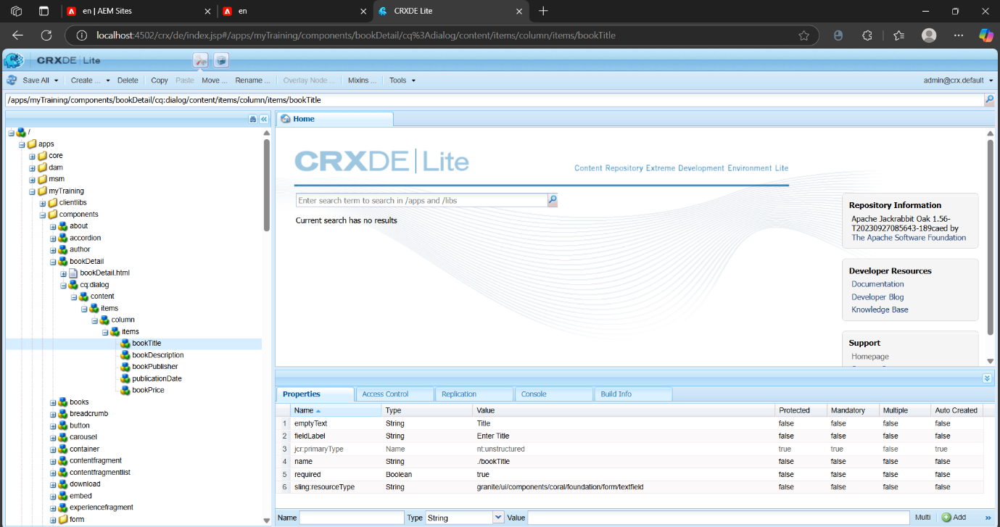 en | AEM Sites
en
CRXDE Lite
localhost:4502/crx/de/index.jsp#/apps/myTraining/components/bookDetail/cq%3Adialog/content/items/column/items/bookTitle
CRXDE | Lite
Save All Create ... Delete Copy Paste Move ... Rename ... Overlay Node ... Mixins ... Tools admin@crx.default
/apps/myTraining/components/bookDetail/cq:dialog/content/items/column/items/bookTitle
/
apps
core
dam
msm
myTraining
clientlibs
components
about
accordion
author
bookDetail
bookDetail.html
cq:dialog
content
items
column
items
bookTitle
bookDescription
bookPublisher
publicationDate
bookPrice
books
breadcrumb
button
carousel
container
contentfragment
contentfragmentlist
download
embed
experiencefragment
form
Home
CRXDE | Lite
Content Repository Extreme Development Environment Lite
Enter search term to search in /apps and /libs
Current search has no results
Repository Information
Apache Jackrabbit Oak 1.56-
T20230927085643-189caed by
The Apache Software Foundation
Developer Resources
Documentation
Developer Blog
Knowledge Base
Support
Homepage
Properties Access Control Replication Console Build Info
Name Type Value Protected Mandatory Multiple Auto Created
1 emptyText String Title false false false false
2 fieldLabel String Enter Title false false false false
3 jcr:primaryType Name nt:unstructured true true false true
4 name String ./bookTitle false false false false
5 required Boolean true false false false false
6 sling:resourceType String granite/ui/components/coral/foundation/form/textfield false false false false
Name Type String Value Multi Add